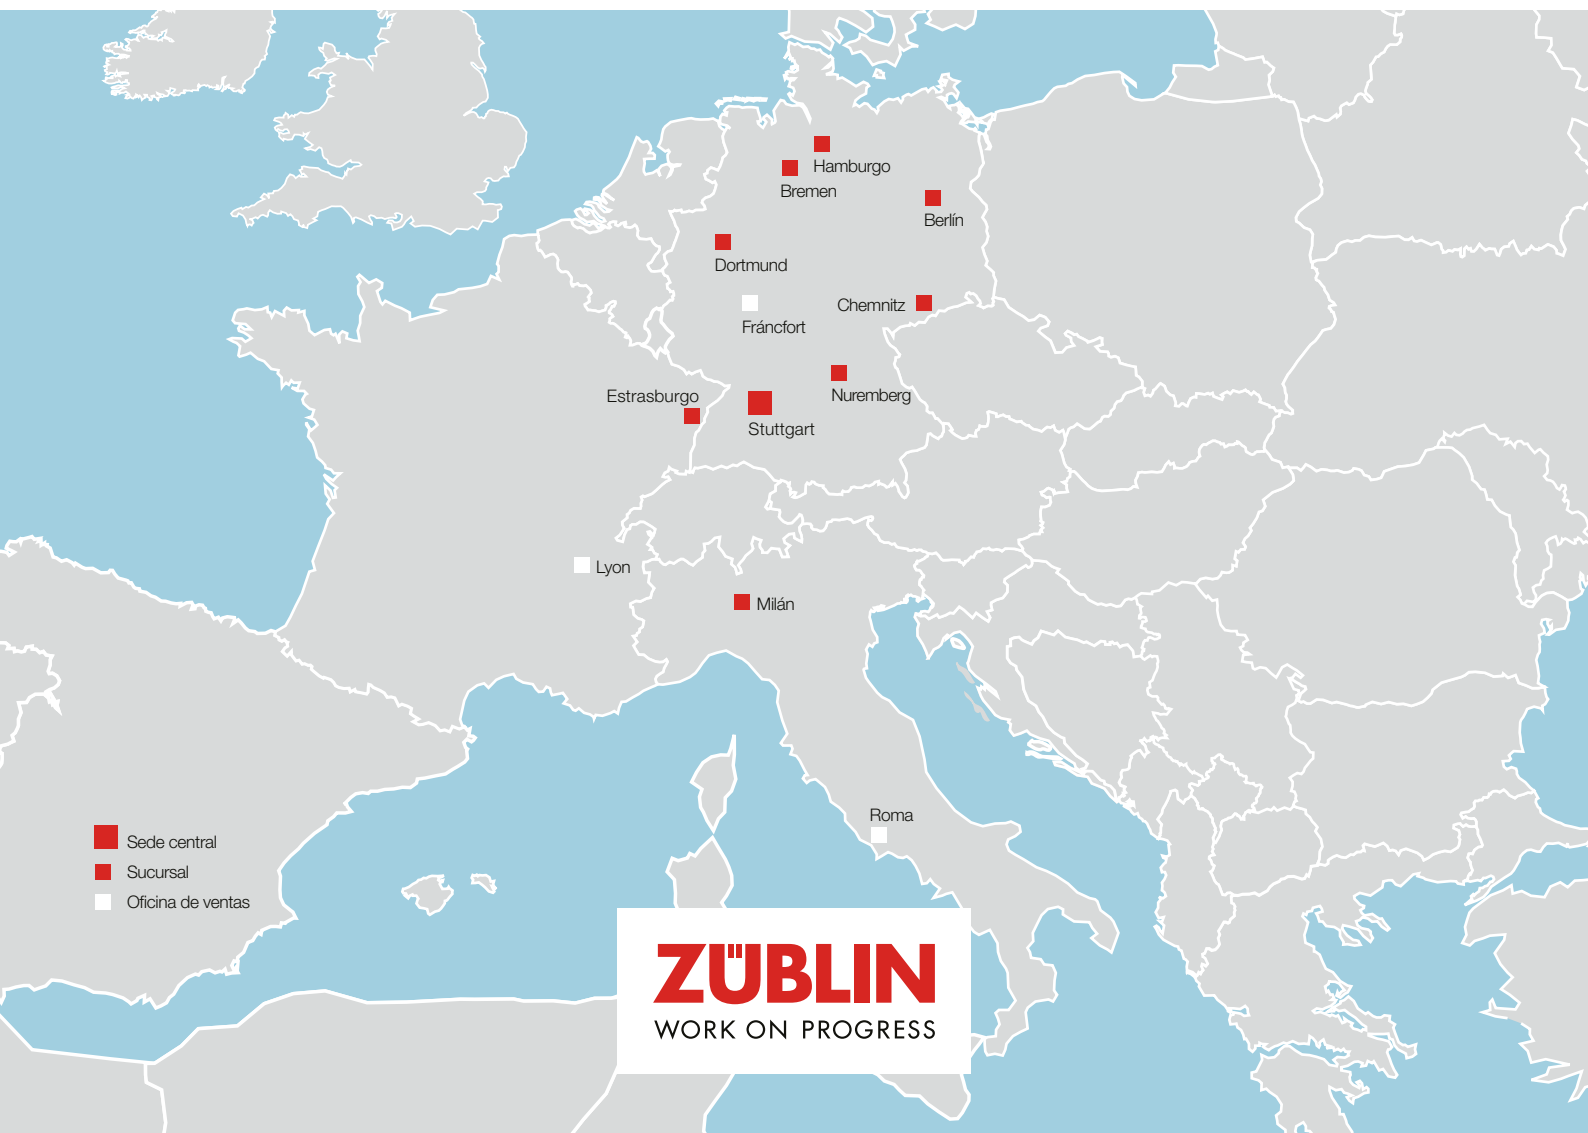 Hamburgo
Bremen
Berlín
Dortmund
Chemnitz
Fráncfort
Nuremberg
Estrasburgo
Stuttgart
Lyon
Milán
Roma
Sede central
Sucursal
Oficina de ventas
ZÜBLIN
WORK ON PROGRESS